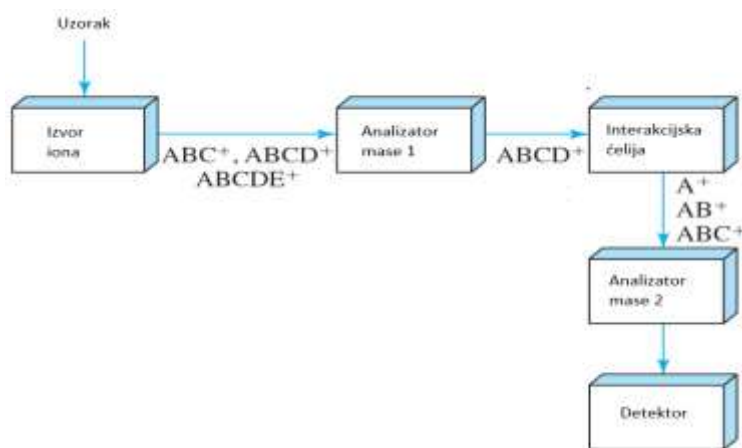 Uzorak
Izvor
iona
ABC⁺, ABCD⁺
ABCDE⁺
Analizator
mase 1
ABCD⁺
Interakcijska
ćelija
A⁺
AB⁺
ABC⁺
Analizator
mase 2
Detektor